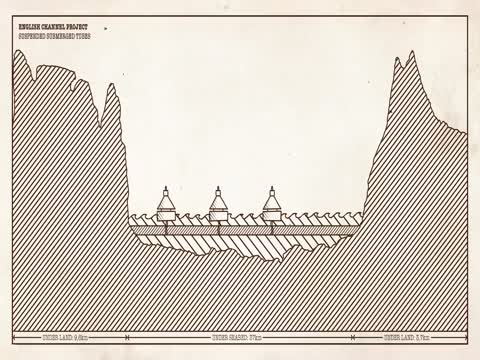 ENGLISH CHANNEL PROJECT
SUSPENDED SUBMERGED TUBES
UNDER LAND: 9,8km
UNDER SEABED: 37km
UNDER LAND: 3,7km